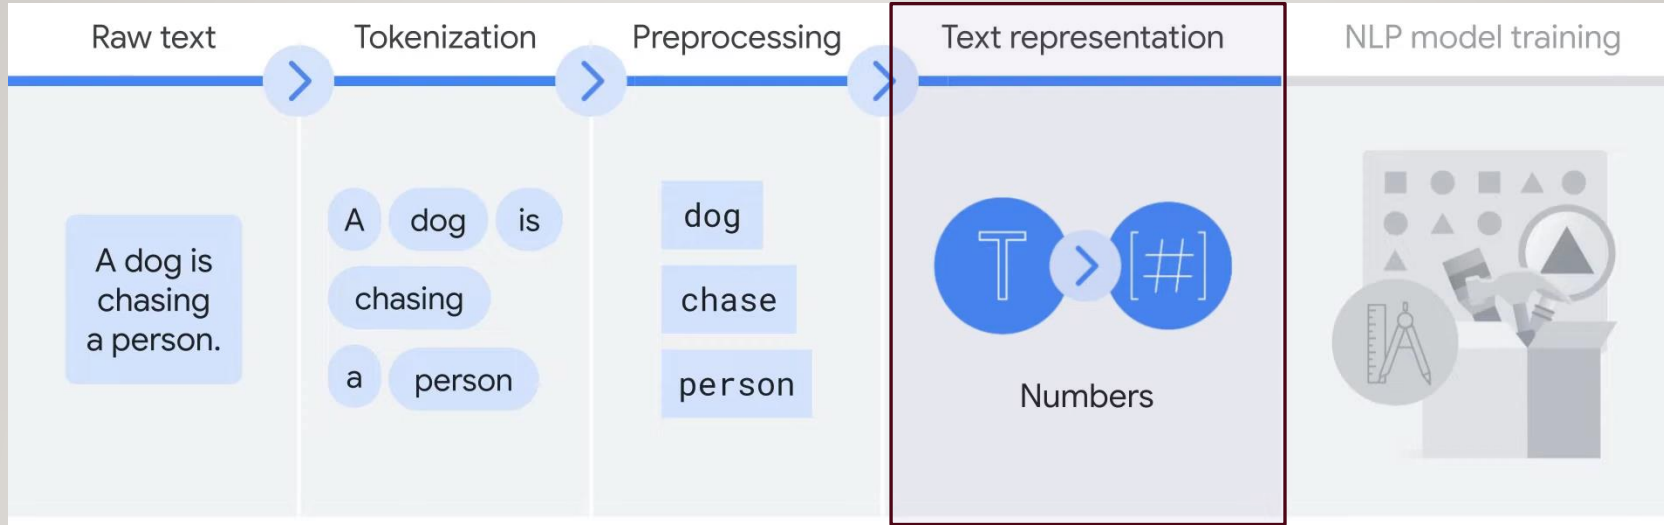 Raw text
Tokenization
Preprocessing
Text representation
NLP model training
A dog is
chasing
a person.
A dog is
chasing
a person
dog
chase
person
T
[#]
Numbers